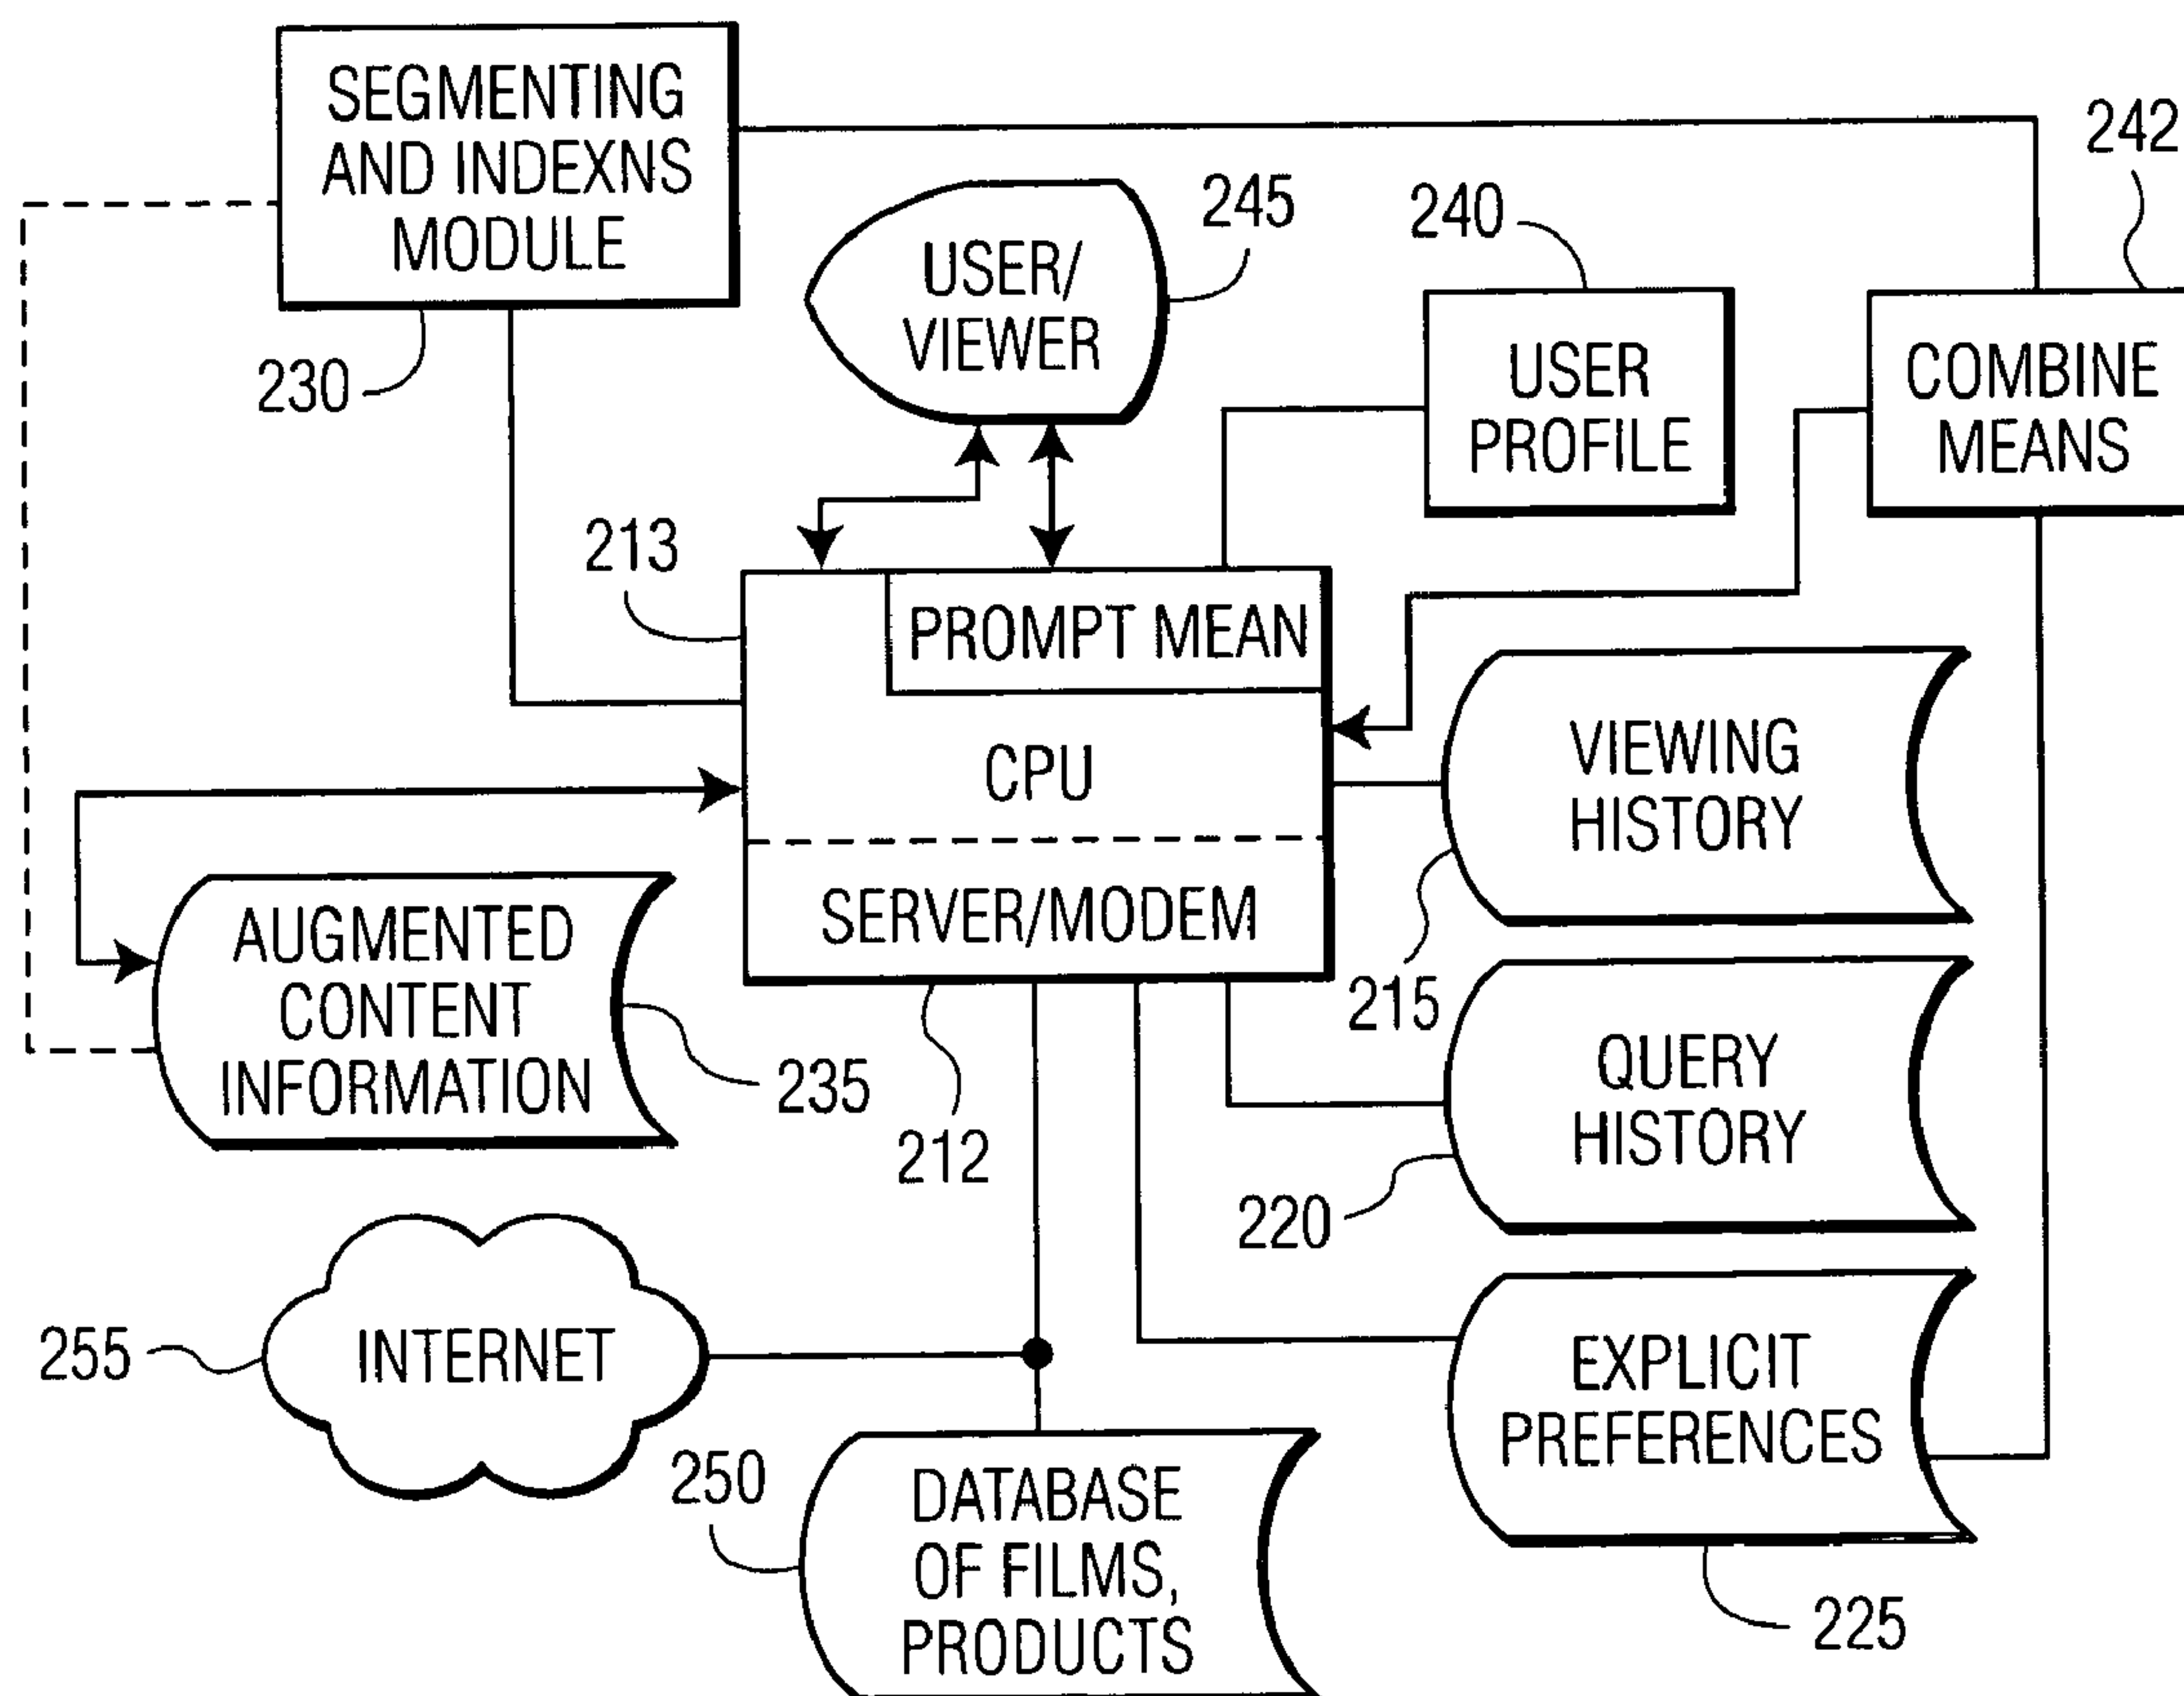 SEGMENTING
AND INDEXNS
MODULE
230
USER/
VIEWER
245
240
USER
PROFILE
242
COMBINE
MEANS
213
PROMPT MEAN
CPU
SERVER/MODEM
212
VIEWING
HISTORY
215
AUGMENTED
CONTENT
INFORMATION
235
QUERY
HISTORY
220
255
INTERNET
EXPLICIT
PREFERENCES
225
250
DATABASE
OF FILMS,
PRODUCTS